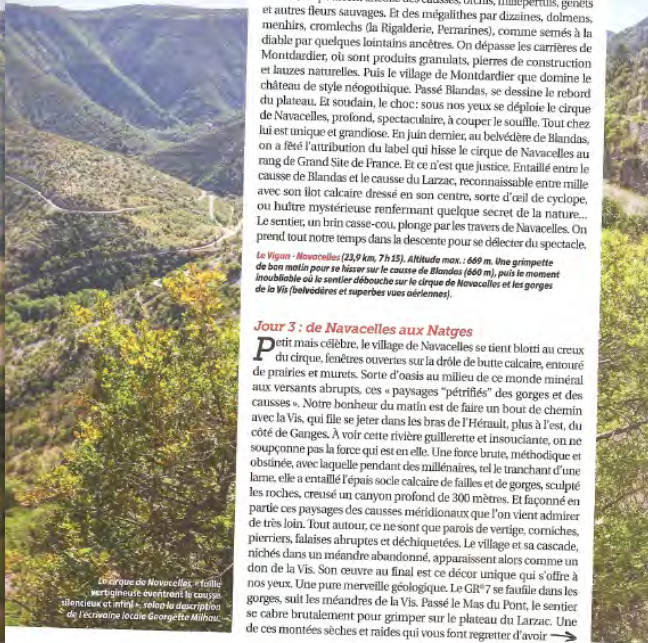 et autres fleurs sauvages. Et des mégalithes par dizaines, dolmens,
menhirs, cromlechs (la Rigalderie, Perrarines), comme semés à la
diable par quelques lointains ancêtres. On dépasse les carrières de
Montdardier, où sont produits granulats, pierres de construction
et lauzes naturelles. Puis le village de Montdardier que domine le
château de style néogothique. Passé Blandas, se dessine le rebord
du plateau. Et soudain, le choc : sous nos yeux se déploie le cirque
de Navacelles, profond, spectaculaire, à couper le souffle. Tout chez
lui est unique et grandiose. En juin dernier, au belvédère de Blandas,
on a fêté l'attribution du label qui hisse le cirque de Navacelles au
rang de Grand Site de France. Et ce n'est que justice. Entaillé entre le
causse de Blandas et le causse du Larzac, reconnaissable entre mille
avec son îlot calcaire dressé en son centre, sorte d'œil de cyclope,
ou huître mystérieuse renfermant quelque secret de la nature...
Le sentier, un brin casse-cou, plonge par les travers de Navacelles. On
prend tout notre temps dans la descente pour se délecter du spectacle.
Le Vigan - Navacelles (23,9 km, 7 h 15). Altitude max. : 669 m. Une grimpette
de bon matin pour se hisser sur le causse de Blandas (660 m), puis le moment
inoubliable où le sentier débouche sur le cirque de Navacelles et les gorges
de la Vis (belvédères et superbes vues aériennes).
Jour 3 : de Navacelles aux Natges
Petit mais célèbre, le village de Navacelles se tient blotti au creux
du cirque, fenêtres ouvertes sur la drôle de butte calcaire, entouré
de prairies et murets. Sorte d'oasis au milieu de ce monde minéral
aux versants abrupts, ces « paysages "pétrifiés" des gorges et des
causses ». Notre bonheur du matin est de faire un bout de chemin
avec la Vis, qui file se jeter dans les bras de l'Hérault, plus à l'est, du
côté de Ganges. À voir cette rivière guillerette et insouciante, on ne
soupçonne pas la force qui est en elle. Une force brute, méthodique et
obstinée, avec laquelle pendant des millénaires, tel le tranchant d'une
lame, elle a entaillé l'épais socle calcaire de failles et de gorges, sculpté
les roches, creusé un canyon profond de 300 mètres. Et façonné en
partie ces paysages des causses méridionaux que l'on vient admirer
de très loin. Tout autour, ce ne sont que parois de vertige, corniches,
pierriers, falaises abruptes et déchiquetées. Le village et sa cascade,
nichés dans un méandre abandonné, apparaissent alors comme un
don de la Vis. Son œuvre au final est ce décor unique qui s'offre à
nos yeux. Une pure merveille géologique. Le GR®7 se faufile dans les
gorges, suit les méandres de la Vis. Passé le Mas du Pont, le sentier
se cabre brutalement pour grimper sur le plateau du Larzac. Une
de ces montées sèches et raides qui vous font regretter d'avoir →
Le cirque de Navacelles, « faille
vertigineuse éventrant le causse
silencieux et infini », selon la description
de l'écrivaine locale Georgette Milhau.